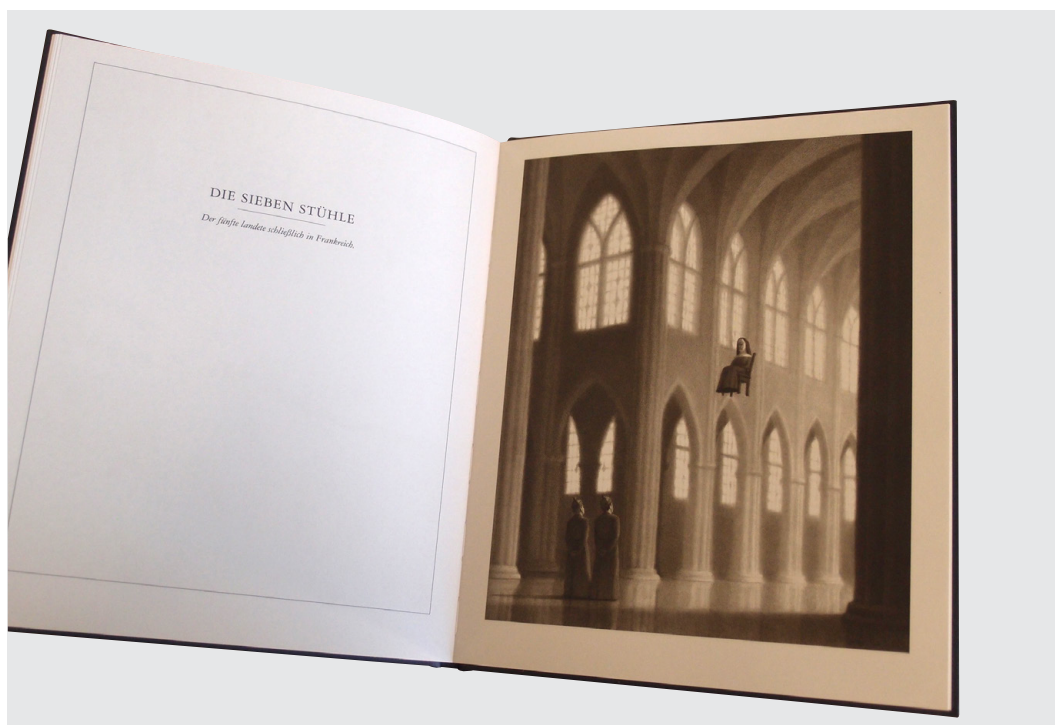 DIE SIEBEN STÜHLE
Der fünfte landete schließlich in Frankreich.